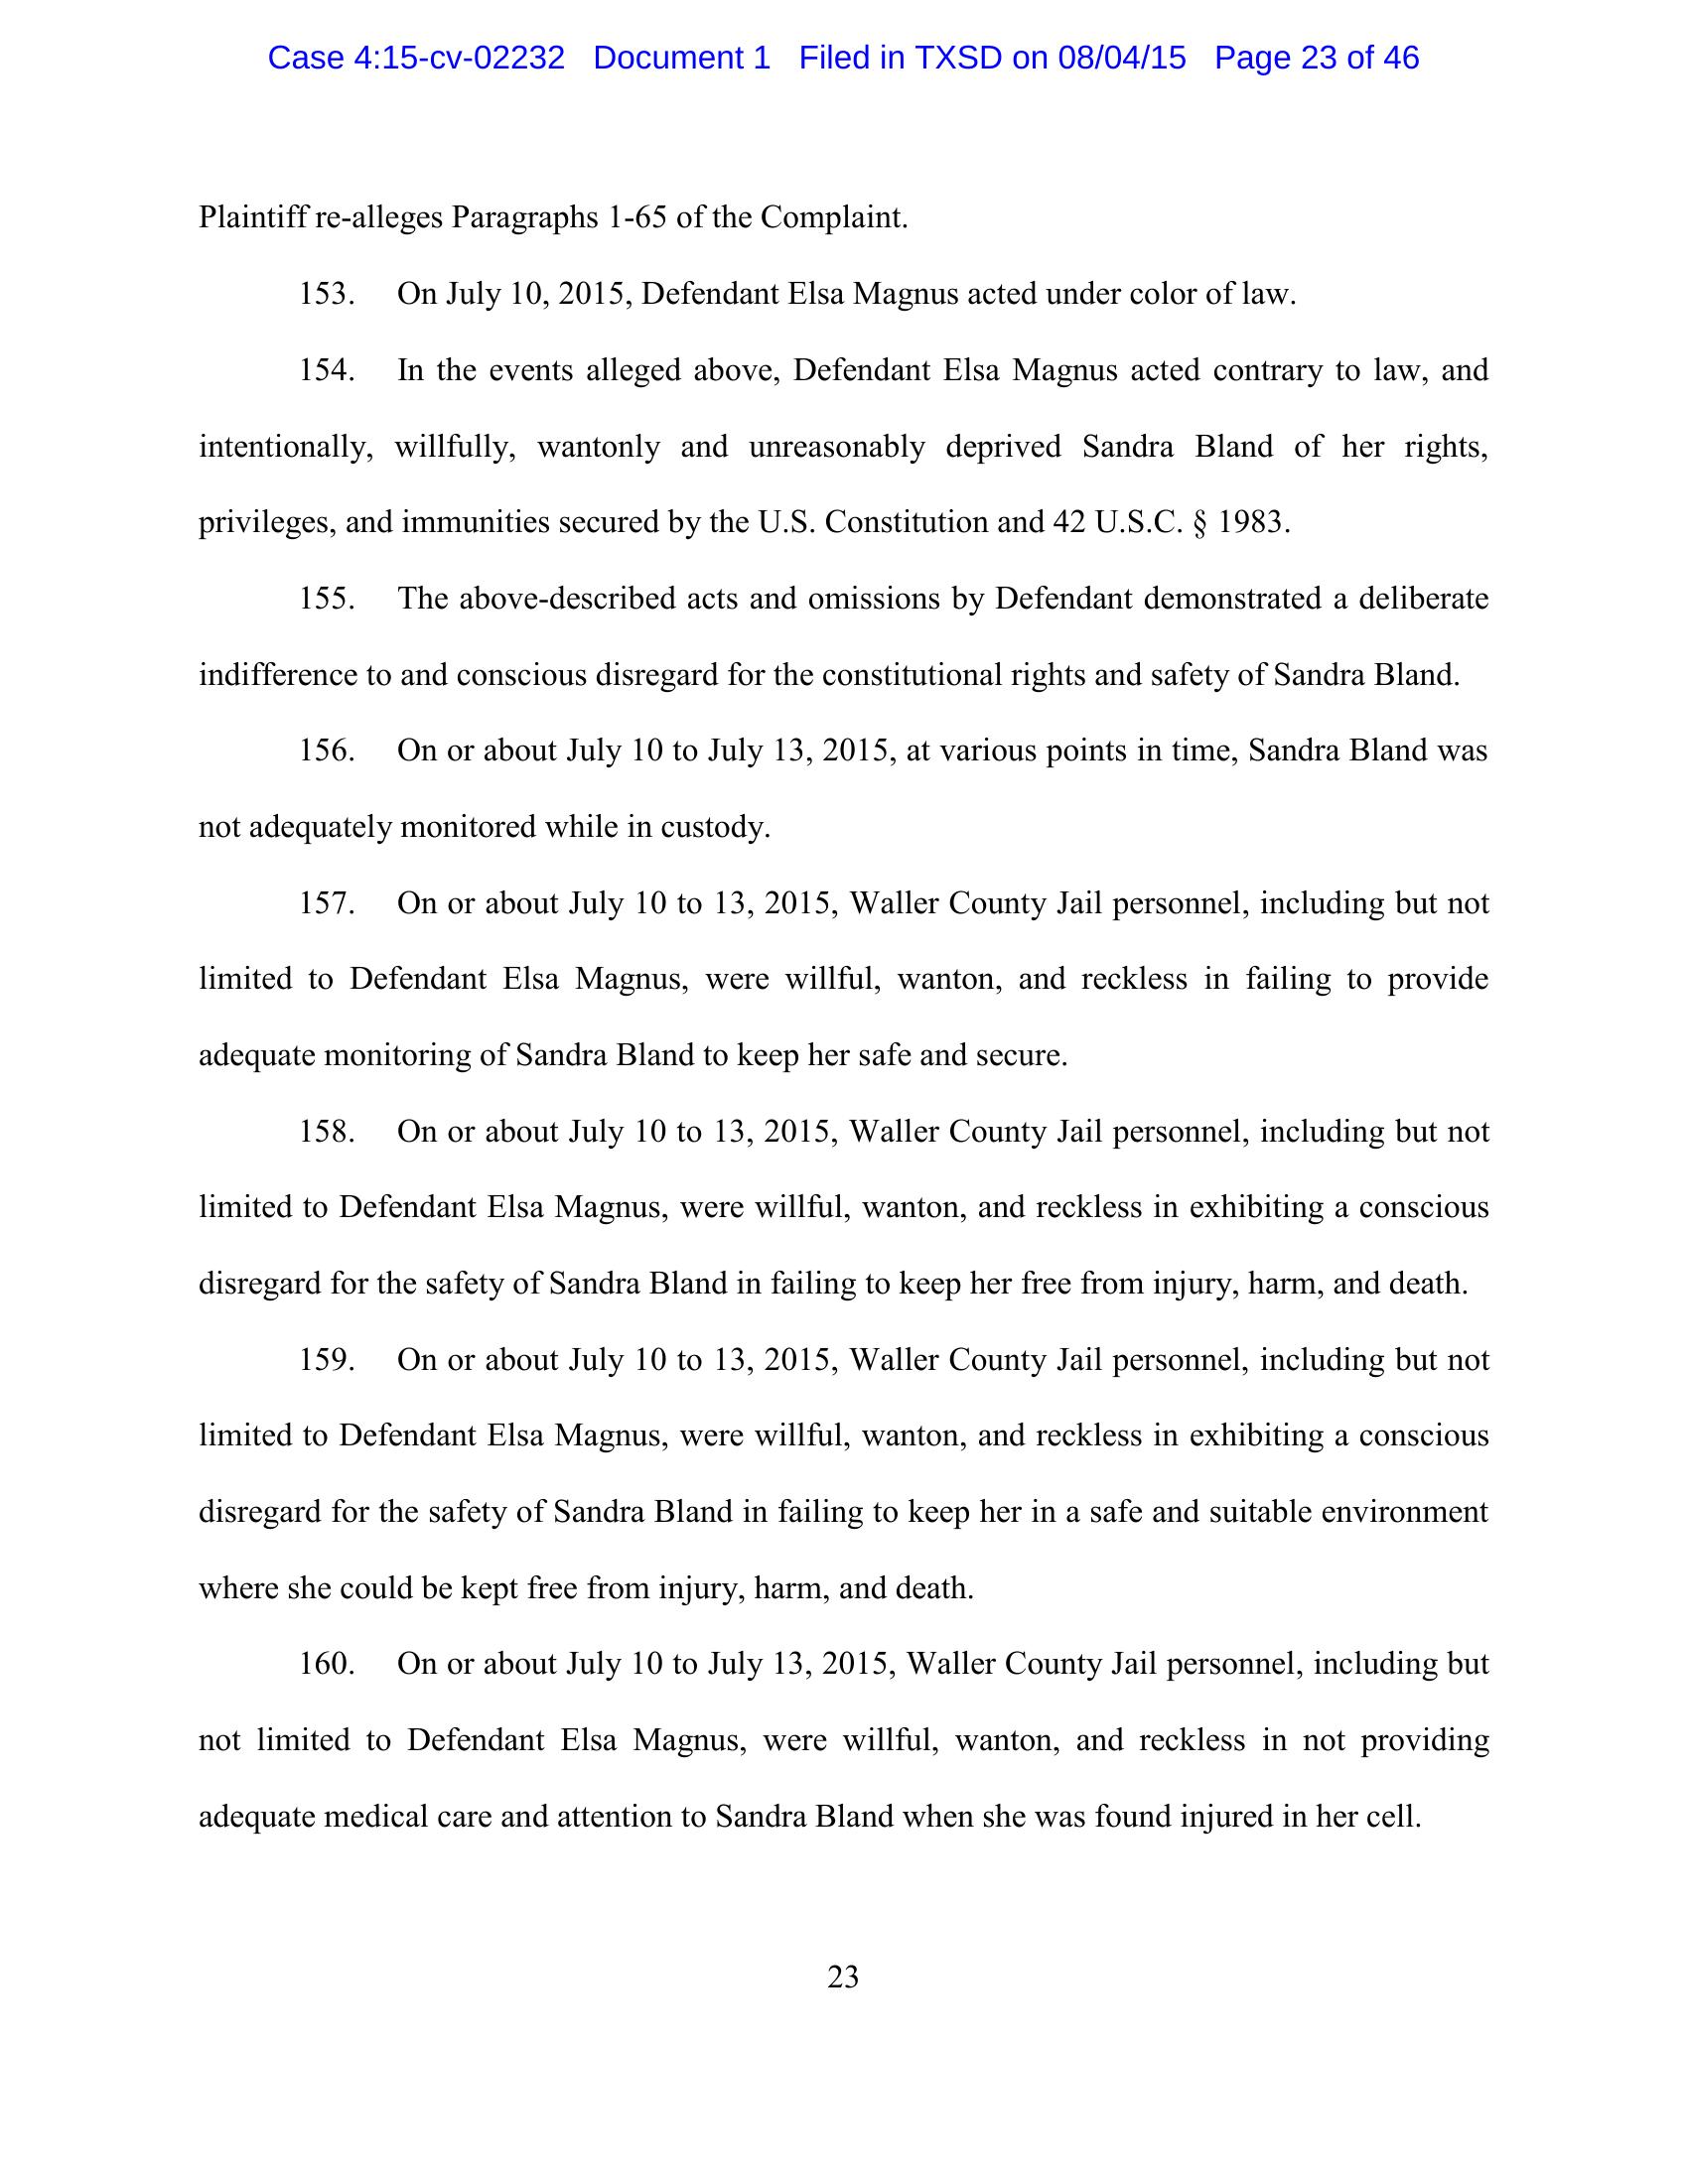 Case 4:15-cv-02232 Document 1 Filed in TXSD on 08/04/15 Page 23 of 46
Plaintiff re-alleges Paragraphs 1-65 of the Complaint.
153. On July 10, 2015, Defendant Elsa Magnus acted under color of law.
154. In the events alleged above, Defendant Elsa Magnus acted contrary to law, and
intentionally, willfully, wantonly and unreasonably deprived Sandra Bland of her rights,
privileges, and immunities secured by the U.S. Constitution and 42 U.S.C. § 1983.
155. The above-described acts and omissions by Defendant demonstrated a deliberate
indifference to and conscious disregard for the constitutional rights and safety of Sandra Bland.
156. On or about July 10 to July 13, 2015, at various points in time, Sandra Bland was
not adequately monitored while in custody.
157. On or about July 10 to 13, 2015, Waller County Jail personnel, including but not
limited to Defendant Elsa Magnus, were willful, wanton, and reckless in failing to provide
adequate monitoring of Sandra Bland to keep her safe and secure.
158. On or about July 10 to 13, 2015, Waller County Jail personnel, including but not
limited to Defendant Elsa Magnus, were willful, wanton, and reckless in exhibiting a conscious
disregard for the safety of Sandra Bland in failing to keep her free from injury, harm, and death.
159. On or about July 10 to 13, 2015, Waller County Jail personnel, including but not
limited to Defendant Elsa Magnus, were willful, wanton, and reckless in exhibiting a conscious
disregard for the safety of Sandra Bland in failing to keep her in a safe and suitable environment
where she could be kept free from injury, harm, and death.
160. On or about July 10 to July 13, 2015, Waller County Jail personnel, including but
not limited to Defendant Elsa Magnus, were willful, wanton, and reckless in not providing
adequate medical care and attention to Sandra Bland when she was found injured in her cell.
23